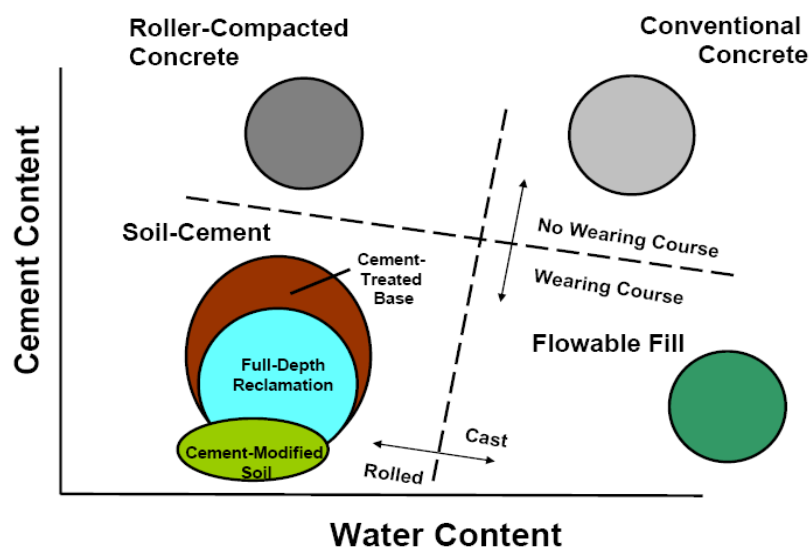 Roller-Compacted
Concrete
Conventional
Concrete
Cement Content
No Wearing Course
Wearing Course
Soil-Cement
Cement-
Treated
Base
Full-Depth
Reclamation
Flowable Fill
Cement-Modified
Soil
Cast
Rolled
Water Content